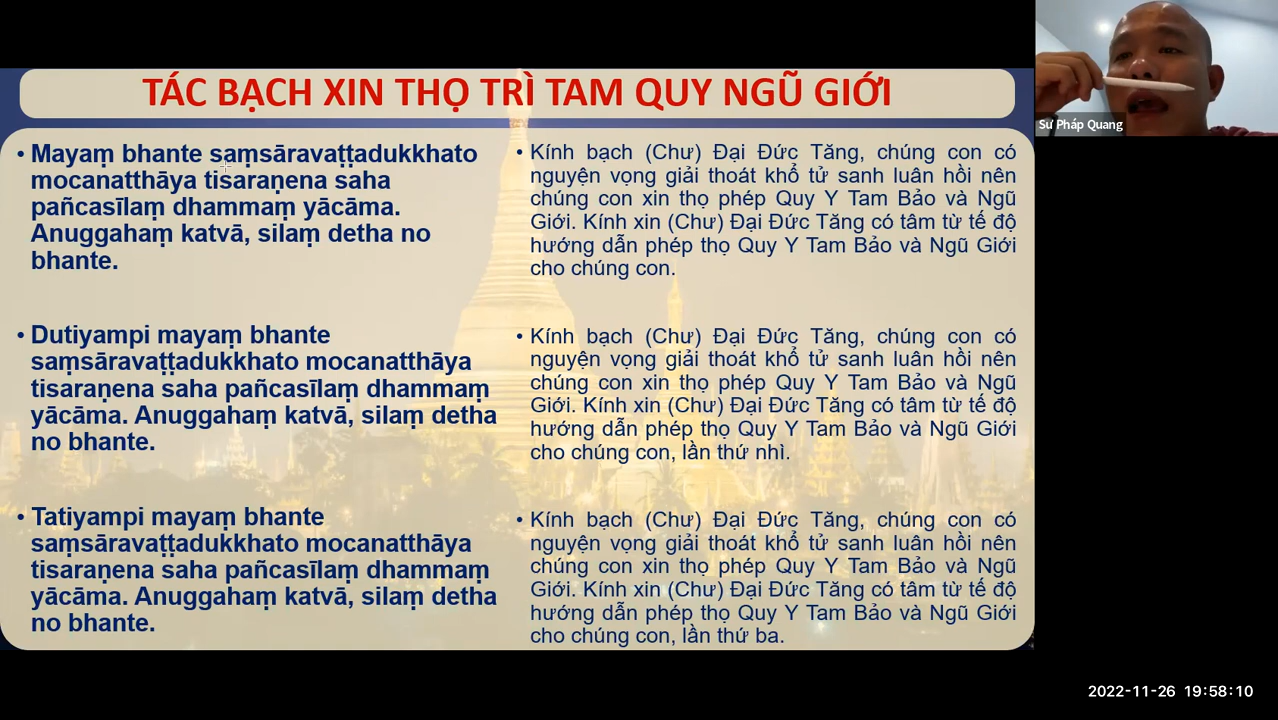 TÁC BẠCH XIN THỌ TRÌ TAM QUY NGŨ GIỚI
• Mayaṃ bhante saṃsāravaṭṭadukkhato
mocanatthāya tisaraṇena saha
pañcasīlaṃ dhammaṃ yācāma.
Anuggahaṃ katvā, silaṃ detha no
bhante.
• Dutiyampi mayaṃ bhante
saṃsāravaṭṭadukkhato mocanatthāya
tisaraṇena saha pañcasīlaṃ dhammaṃ
yācāma. Anuggahaṃ katvā, silaṃ detha
no bhante.
• Tatiyampi mayaṃ bhante
saṃsāravaṭṭadukkhato mocanatthāya
tisaraṇena saha pañcasīlaṃ dhammaṃ
yācāma. Anuggahaṃ katvā, silaṃ detha
no bhante.
• Kính bạch (Chư) Đại Đức Tăng, chúng con có
nguyện vọng giải thoát khổ tử sanh luân hồi nên
chúng con xin thọ phép Quy Y Tam Bảo và Ngũ
Giới. Kính xin (Chư) Đại Đức Tăng có tâm từ tế độ
hướng dẫn phép thọ Quy Y Tam Bảo và Ngũ Giới
cho chúng con.
• Kính bạch (Chư) Đại Đức Tăng, chúng con có
nguyện vọng giải thoát khổ tử sanh luân hồi nên
chúng con xin thọ phép Quy Y Tam Bảo và Ngũ
Giới. Kính xin (Chư) Đại Đức Tăng có tâm từ tế độ
hướng dẫn phép thọ Quy Y Tam Bảo và Ngũ Giới
cho chúng con, lần thứ nhì.
• Kính bạch (Chư) Đại Đức Tăng, chúng con có
nguyện vọng giải thoát khổ tử sanh luân hồi nên
chúng con xin thọ phép Quy Y Tam Bảo và Ngũ
Giới. Kính xin (Chư) Đại Đức Tăng có tâm từ tế độ
hướng dẫn phép thọ Quy Y Tam Bảo và Ngũ Giới
cho chúng con, lần thứ ba.
Sư Pháp Quang
2022-11-26 19:58:10